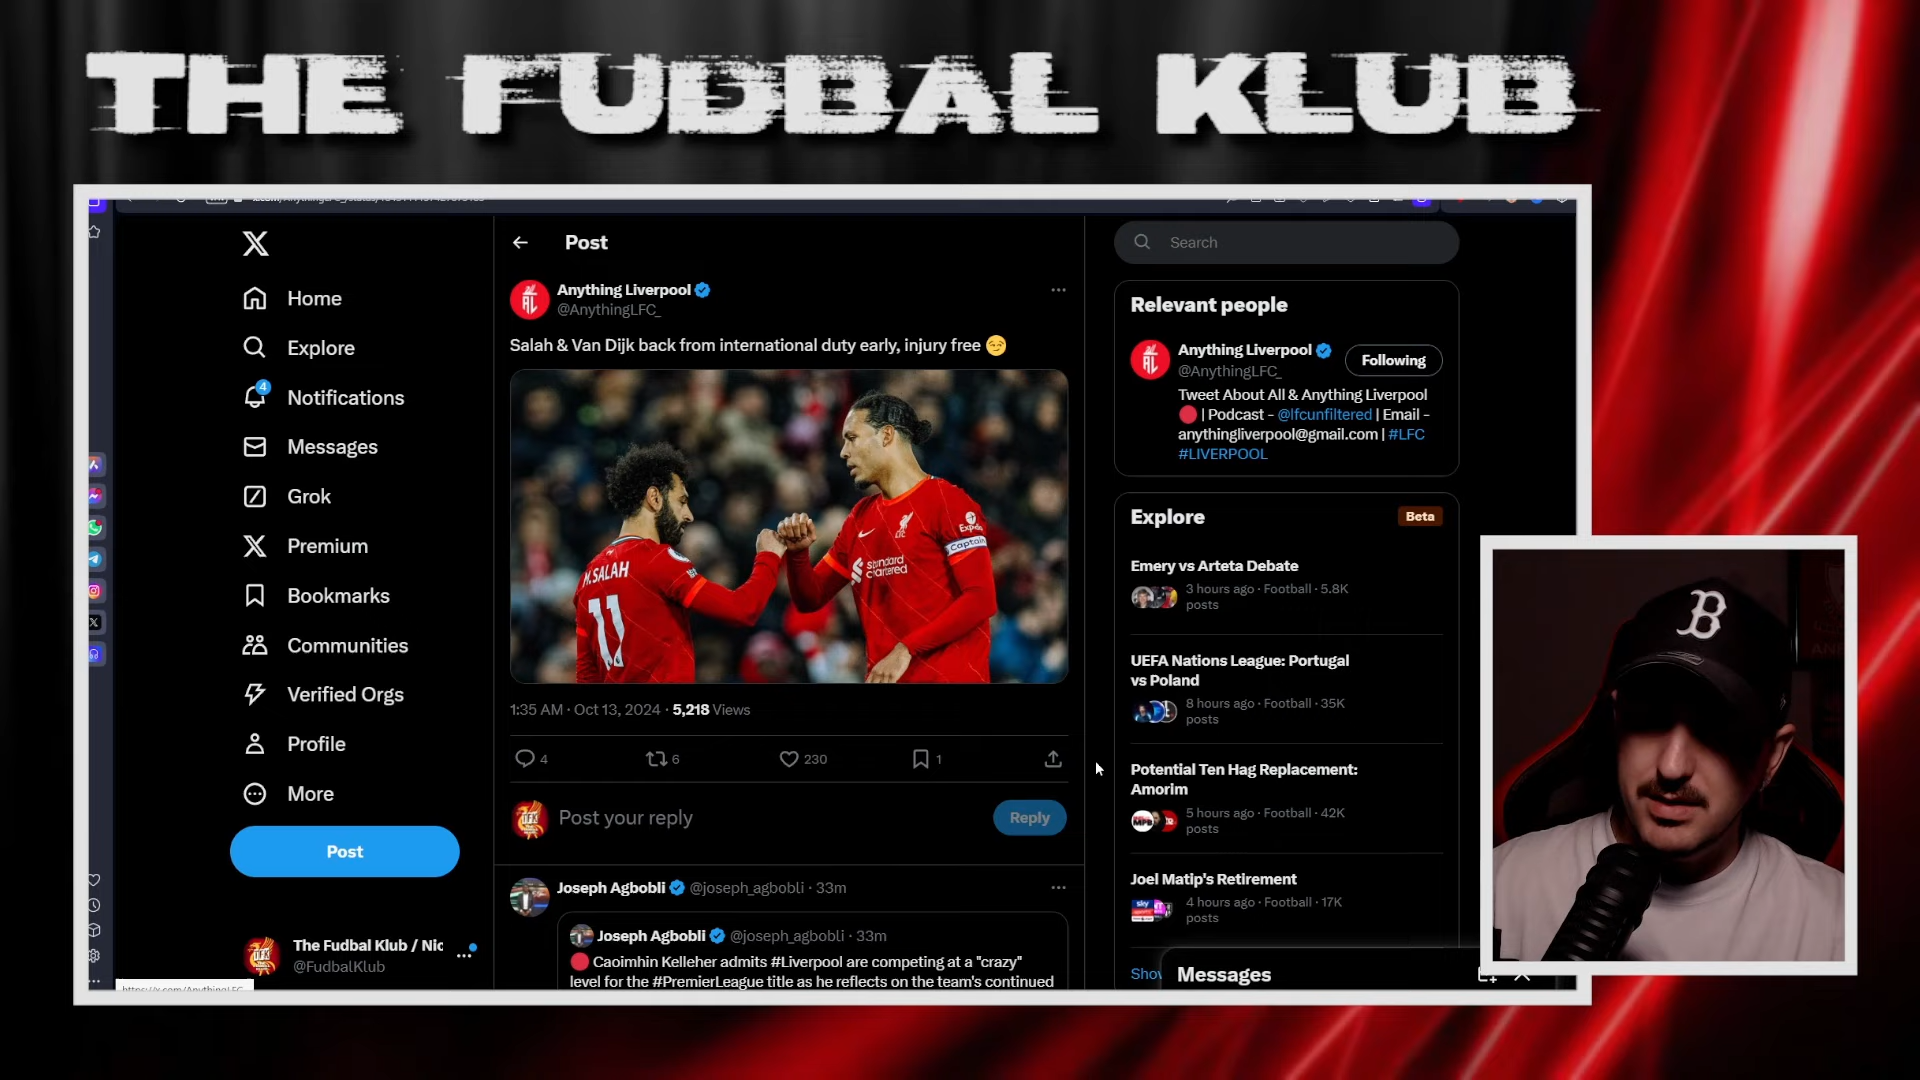 THE FUDBAL KLUB
Post
Search
Home
Explore
Notifications
4
Messages
Grok
Premium
Bookmarks
Communities
Verified Orgs
Profile
More
Post
The Fudbal Klub / Nic
@FudbalKlub
Anything Liverpool
@AnythingLFC_
Salah & Van Dijk back from international duty early, injury free 😏
M.SALAH
11
standard
chartered
Captain
1:35 AM · Oct 13, 2024 · 5,218 Views
4
6
230
1
Post your reply
Reply
Joseph Agbobli @joseph_agbobli · 33m
Joseph Agbobli @joseph_agbobli · 33m
🔴 Caoimhin Kelleher admits #Liverpool are competing at a "crazy"
level for the #PremierLeague title as he reflects on the team's continued
Relevant people
Anything Liverpool
@AnythingLFC_
Following
Tweet About All & Anything Liverpool
🔴 | Podcast - @lfcunfiltered | Email -
anythingliverpool@gmail.com | #LFC
#LIVERPOOL
Explore
Beta
Emery vs Arteta Debate
3 hours ago · Football · 5.8K
posts
UEFA Nations League: Portugal
vs Poland
8 hours ago · Football · 35K
posts
Potential Ten Hag Replacement:
Amorim
5 hours ago · Football · 42K
posts
Joel Matip's Retirement
sky
4 hours ago · Football · 17K
posts
Messages
B